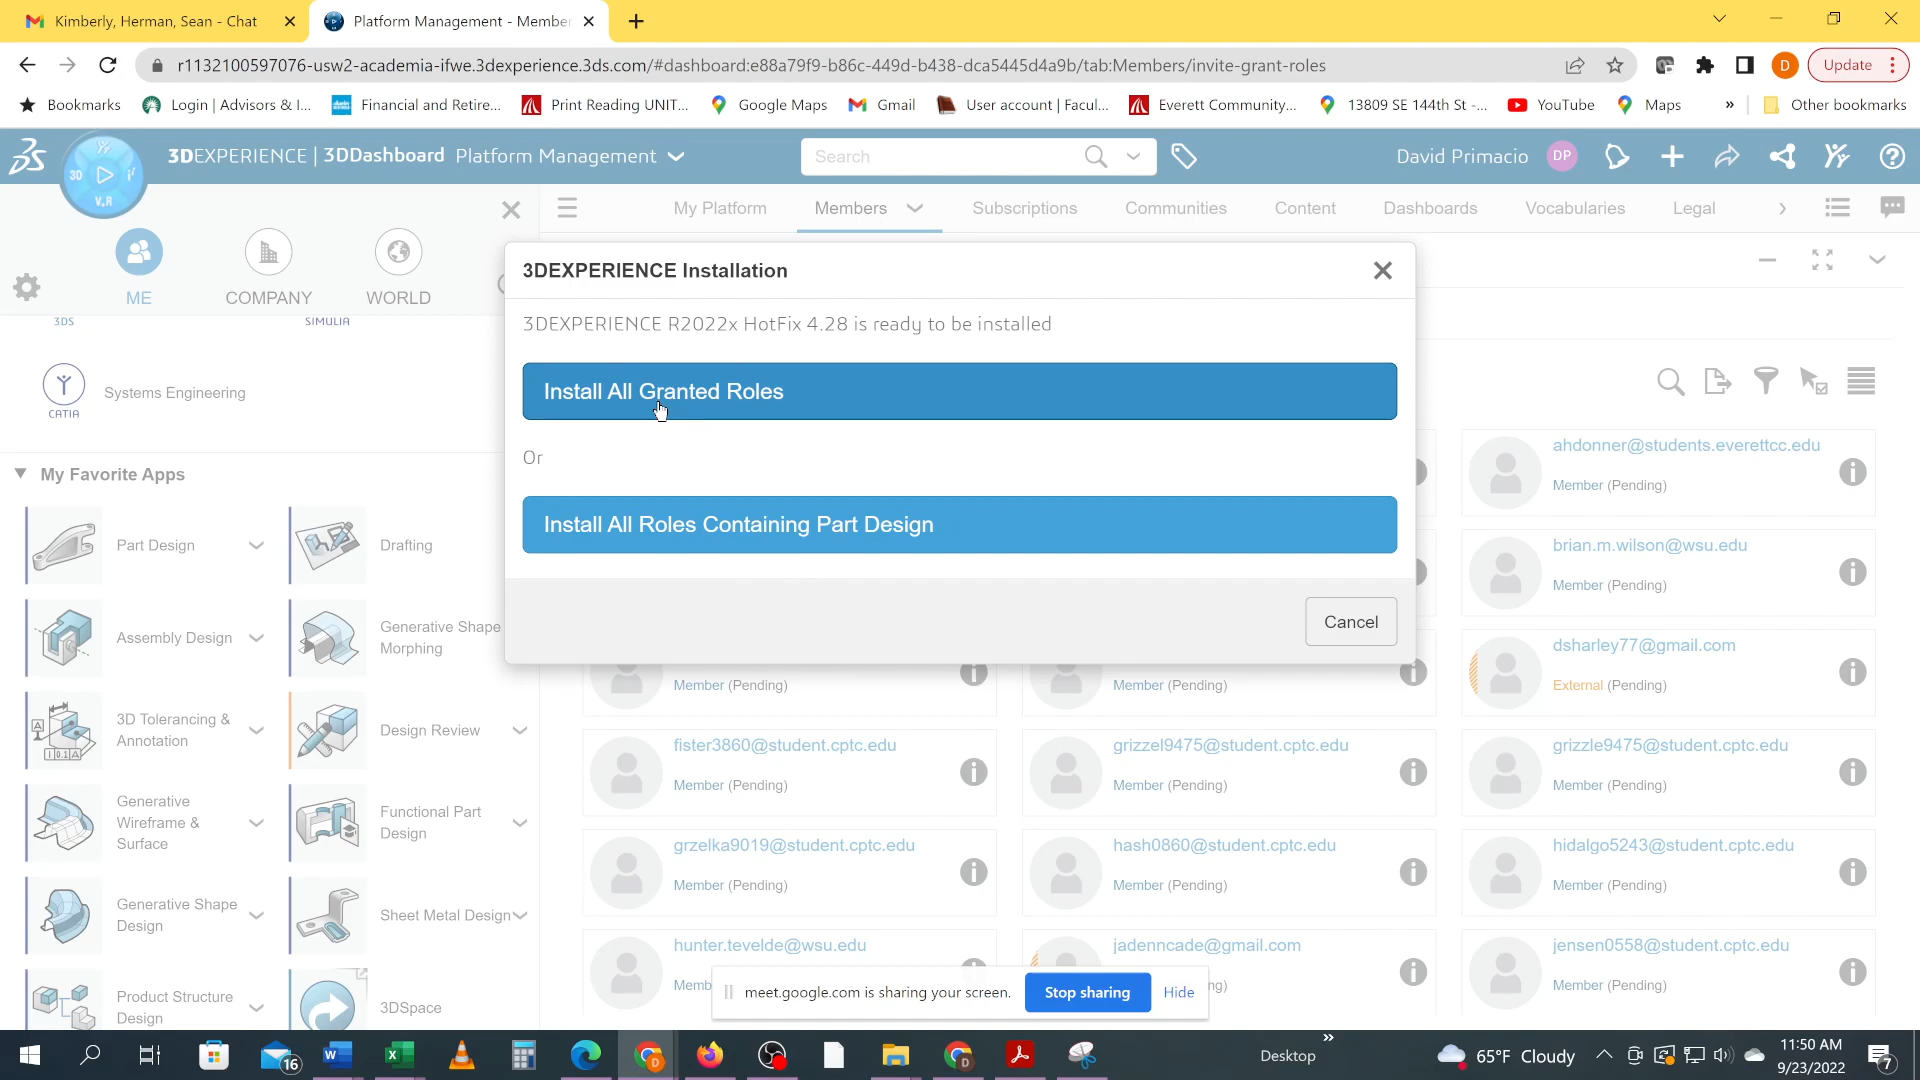 Kimberly, Herman, Sean - Chat
Platform Management - Membe
r1132100597076-usw2-academia-ifwe.3dexperience.3ds.com/#dashboard:e88a79f9-b86c-449d-b438-dca5445d4a9b/tab:Members/invite-grant-roles
D
Update
Bookmarks
Login | Advisors & I...
Financial and Retire...
Print Reading UNIT...
Google Maps
Gmail
User account | Facul...
Everett Community...
13809 SE 144th St -...
YouTube
Maps
»
Other bookmarks
3D
V.R
3DEXPERIENCE | 3DDashboard Platform Management
Search
David Primacio
DP
My Platform
Members
Subscriptions
Communities
Content
Dashboards
Vocabularies
Legal
ME
COMPANY
WORLD
3DS
SIMULIA
CATIA
Systems Engineering
My Favorite Apps
Part Design
Drafting
Assembly Design
Generative Shape
Morphing
3D Tolerancing &
Annotation
Design Review
Generative
Wireframe &
Surface
Functional Part
Design
Generative Shape
Design
Sheet Metal Design
Product Structure
Design
3DSpace
3DEXPERIENCE Installation
3DEXPERIENCE R2022x HotFix 4.28 is ready to be installed
Install All Granted Roles
Or
Install All Roles Containing Part Design
Cancel
ahdonner@students.everettcc.edu
Member (Pending)
brian.m.wilson@wsu.edu
Member (Pending)
Member (Pending)
Member (Pending)
dsharley77@gmail.com
External (Pending)
fister3860@student.cptc.edu
Member (Pending)
grizzel9475@student.cptc.edu
Member (Pending)
grizzle9475@student.cptc.edu
Member (Pending)
grzelka9019@student.cptc.edu
Member (Pending)
hash0860@student.cptc.edu
Member (Pending)
hidalgo5243@student.cptc.edu
Member (Pending)
hunter.tevelde@wsu.edu
Memb
jadenncade@gmail.com
ng)
jensen0558@student.cptc.edu
Member (Pending)
meet.google.com is sharing your screen.
Stop sharing
Hide
16
Desktop
»
65°F Cloudy
11:50 AM
9/23/2022
7